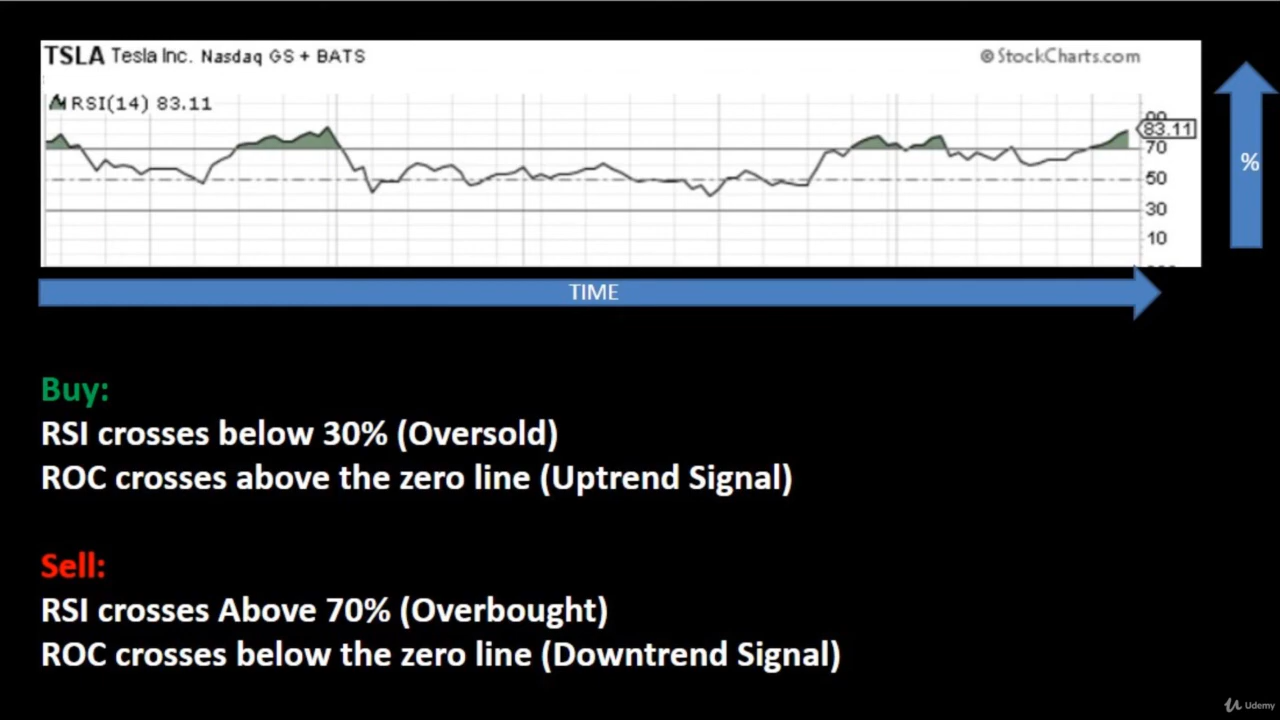 TSLA Tesla Inc. Nasdaq GS + BATS
© StockCharts.com
RSI(14) 83.11
90
83.11
70
50
30
10
%
TIME
Buy:
RSI crosses below 30% (Oversold)
ROC crosses above the zero line (Uptrend Signal)
Sell:
RSI crosses Above 70% (Overbought)
ROC crosses below the zero line (Downtrend Signal)
Udemy